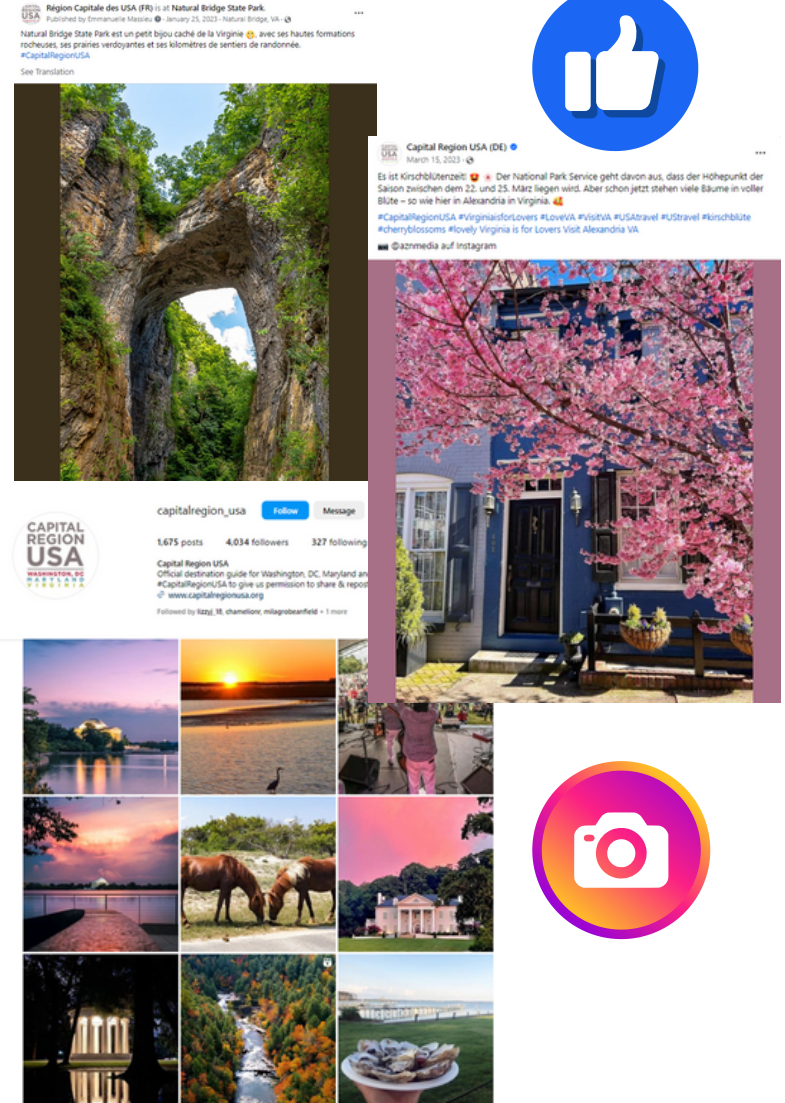 Région Capitale des USA (FR) is at Natural Bridge State Park.
Published by Emmanuelle Massieu · January 25, 2023 · Natural Bridge, VA ·
Natural Bridge State Park est un petit bijou caché de la Virginie 🤫, avec ses hautes formations
rocheuses, ses prairies verdoyantes et ses kilomètres de sentiers de randonnée.
#CapitalRegionUSA
See Translation
Capital Region USA (DE)
March 15, 2023 ·
Es ist Kirschblütenzeit! 😍 🌸 Der National Park Service geht davon aus, dass der Höhepunkt der
Saison zwischen dem 22. und 25. März liegen wird. Aber schon jetzt stehen viele Bäume in voller
Blüte – so wie hier in Alexandria in Virginia. 🥰
#CapitalRegionUSA #VirginiaisforLovers #LoveVA #VisitVA #USAtravel #UStravel #kirschblüte
#cherryblossoms #lovely Virginia is for Lovers Visit Alexandria VA
📷 @aznmedia auf Instagram
CAPITAL
REGION
USA
WASHINGTON, DC
MARYLAND
VIRGINIA
capitalregion_usa Follow Message
1,675 posts 4,034 followers 327 following
Capital Region USA
Official destination guide for Washington, DC, Maryland an
#CapitalRegionUSA to give us permission to share & repost
www.capitalregionusa.org
Followed by lizzyj_18, chamelionr, milagrobeanfield + 1 more